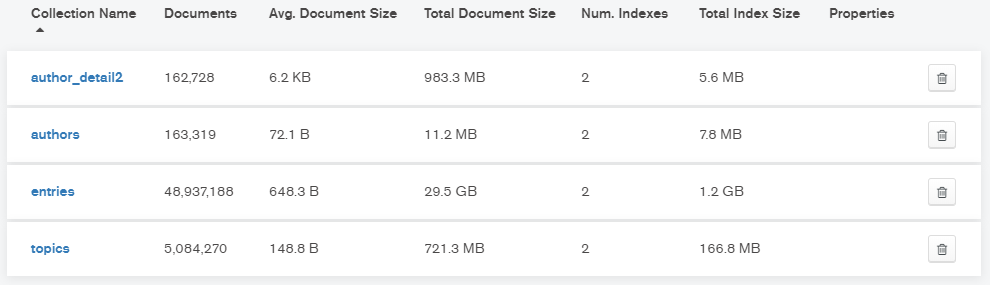 Collection Name Documents Avg. Document Size Total Document Size Num. Indexes Total Index Size Properties
author_detail2 162,728 6.2 KB 983.3 MB 2 5.6 MB
authors 163,319 72.1 B 11.2 MB 2 7.8 MB
entries 48,937,188 648.3 B 29.5 GB 2 1.2 GB
topics 5,084,270 148.8 B 721.3 MB 2 166.8 MB